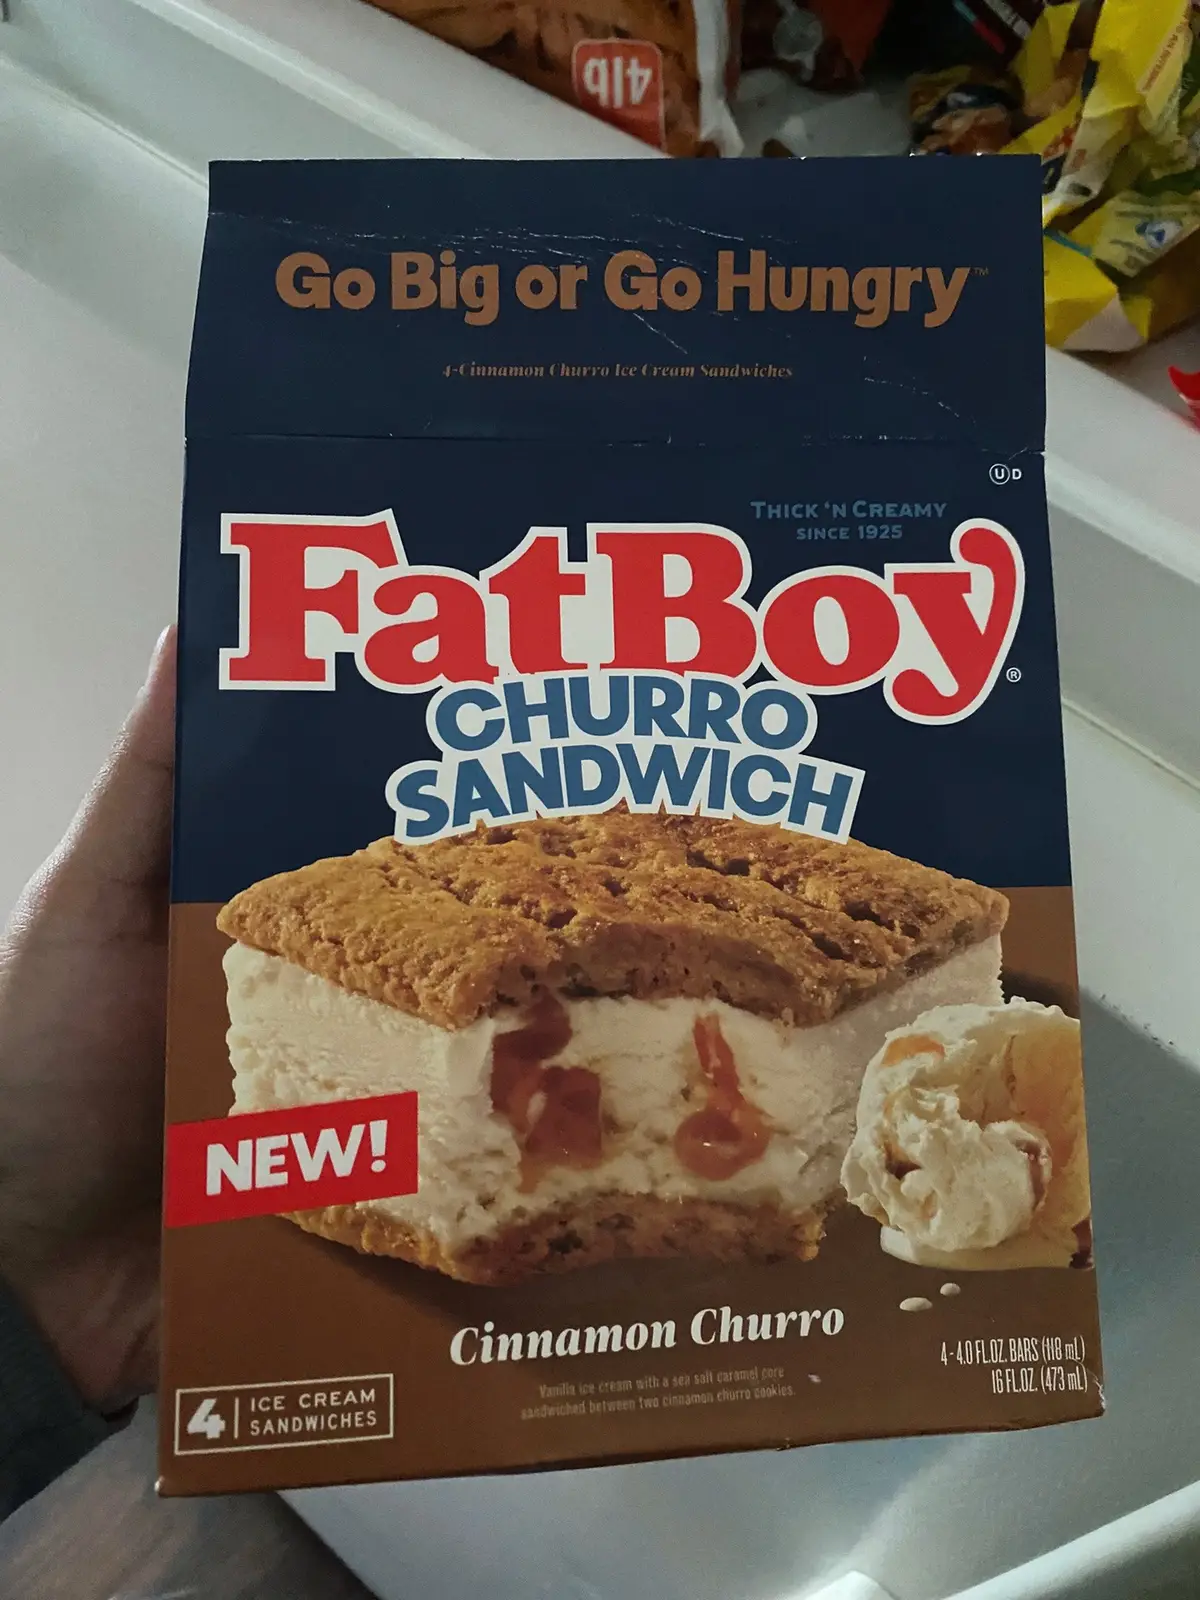 4lb
Go Big or Go Hungry™
4-Cinnamon Churro Ice Cream Sandwiches
Ⓤ D
THICK 'N CREAMY
SINCE 1925
FatBoy®
CHURRO
SANDWICH
NEW!
Cinnamon Churro
Vanilla ice cream with a sea salt caramel core
sandwiched between two cinnamon churro cookies.
4 - 4.0 FL.OZ. BARS (118 mL)
16 FL.OZ. (473 mL)
4 | ICE CREAM
SANDWICHES